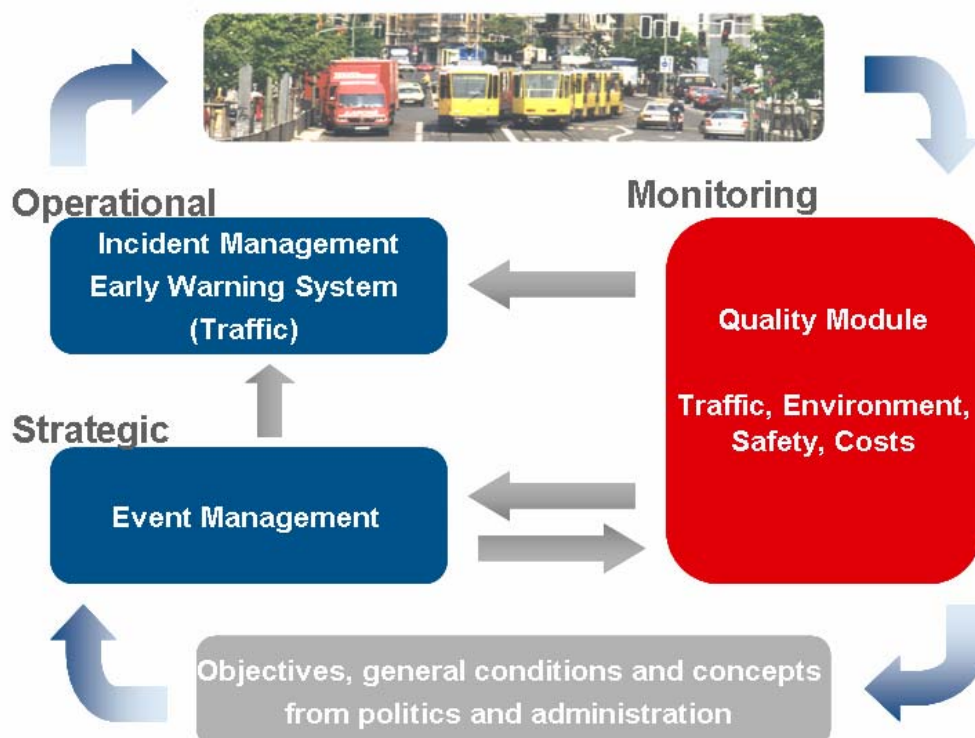 Operational
Incident Management
Early Warning System
(Traffic)
Monitoring
Quality Module
Traffic, Environment,
Safety, Costs
Strategic
Event Management
Objectives, general conditions and concepts
from politics and administration